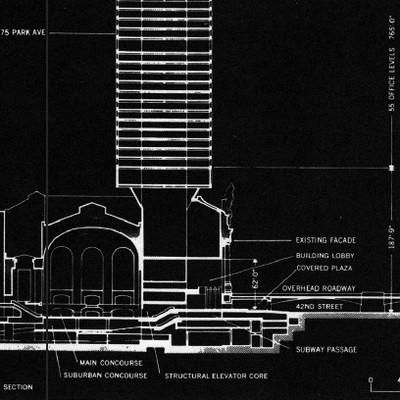 75 PARK AVE
55 OFFICE LEVELS 765'-0"
187'-9"
EXISTING FACADE
BUILDING LOBBY
COVERED PLAZA
62'-0"
OVERHEAD ROADWAY
42ND STREET
SUBWAY PASSAGE
MAIN CONCOURSE
SUBURBAN CONCOURSE
STRUCTURAL ELEVATOR CORE
SECTION
0